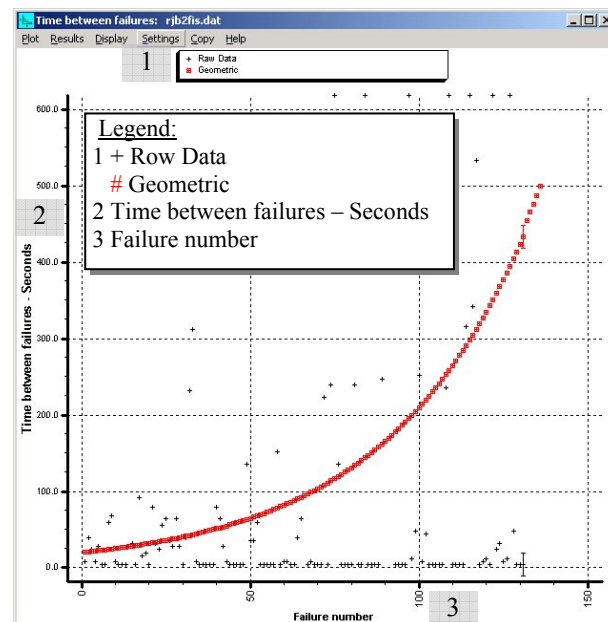 Time between failures: rjb2fis.dat
Plot Results Display Settings Copy Help
1
+ Raw Data
Geometric
600.0
500.0
400.0
300.0
200.0
100.0
0.0
Legend:
1 + Row Data
# Geometric
2 Time between failures – Seconds
3 Failure number
2
Time between failures - Seconds
0
50
100
150
Failure number
3